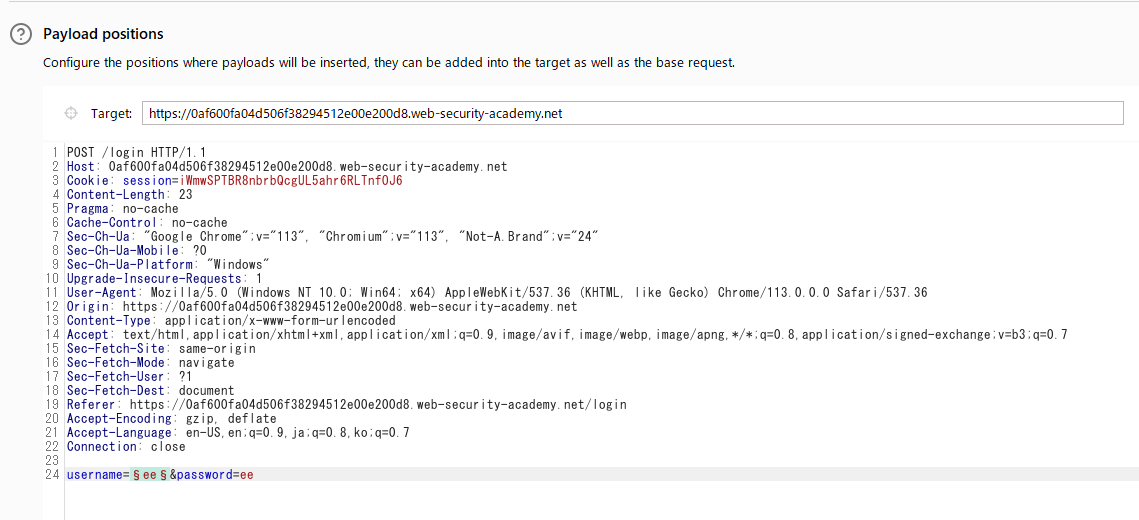 Payload positions
Configure the positions where payloads will be inserted, they can be added into the target as well as the base request.
Target: https://0af600fa04d506f38294512e00e200d8.web-security-academy.net
1 POST /login HTTP/1.1
2 Host: 0af600fa04d506f38294512e00e200d8.web-security-academy.net
3 Cookie: session=iWmwSPTBR8nbrbQcgUL5ahr6RLTnfOJ6
4 Content-Length: 23
5 Pragma: no-cache
6 Cache-Control: no-cache
7 Sec-Ch-Ua: "Google Chrome";v="113", "Chromium";v="113", "Not-A.Brand";v="24"
8 Sec-Ch-Ua-Mobile: ?0
9 Sec-Ch-Ua-Platform: "Windows"
10 Upgrade-Insecure-Requests: 1
11 User-Agent: Mozilla/5.0 (Windows NT 10.0; Win64; x64) AppleWebKit/537.36 (KHTML, like Gecko) Chrome/113.0.0.0 Safari/537.36
12 Origin: https://0af600fa04d506f38294512e00e200d8.web-security-academy.net
13 Content-Type: application/x-www-form-urlencoded
14 Accept: text/html,application/xhtml+xml,application/xml;q=0.9,image/avif,image/webp,image/apng,*/*;q=0.8,application/signed-exchange;v=b3;q=0.7
15 Sec-Fetch-Site: same-origin
16 Sec-Fetch-Mode: navigate
17 Sec-Fetch-User: ?1
18 Sec-Fetch-Dest: document
19 Referer: https://0af600fa04d506f38294512e00e200d8.web-security-academy.net/login
20 Accept-Encoding: gzip, deflate
21 Accept-Language: en-US,en;q=0.9,ja;q=0.8,ko;q=0.7
22 Connection: close
23
24 username=§ee§&password=ee